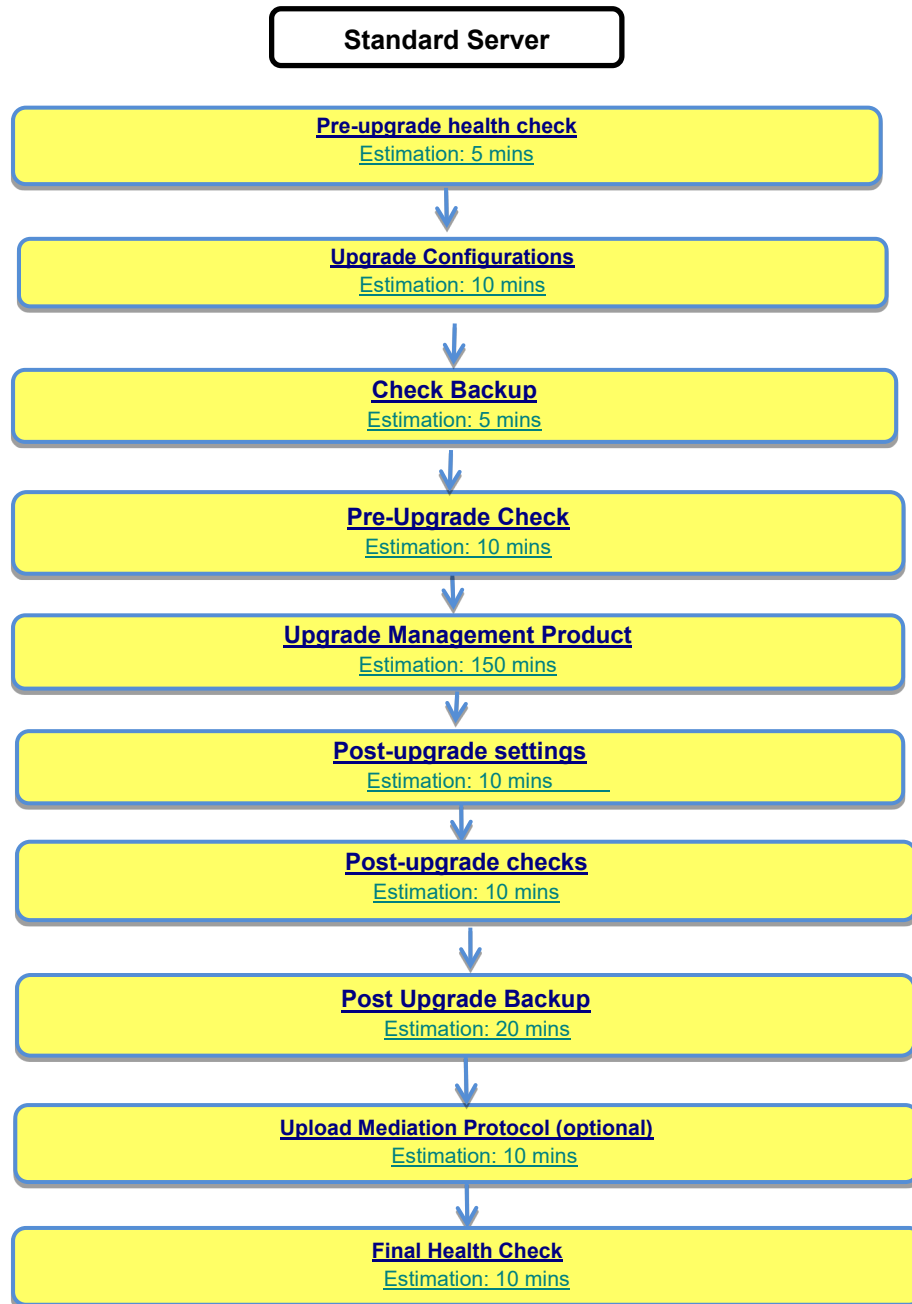 Standard Server
Pre-upgrade health check
Estimation: 5 mins
Upgrade Configurations
Estimation: 10 mins
Check Backup
Estimation: 5 mins
Pre-Upgrade Check
Estimation: 10 mins
Upgrade Management Product
Estimation: 150 mins
Post-upgrade settings
Estimation: 10 mins
Post-upgrade checks
Estimation: 10 mins
Post Upgrade Backup
Estimation: 20 mins
Upload Mediation Protocol (optional)
Estimation: 10 mins
Final Health Check
Estimation: 10 mins